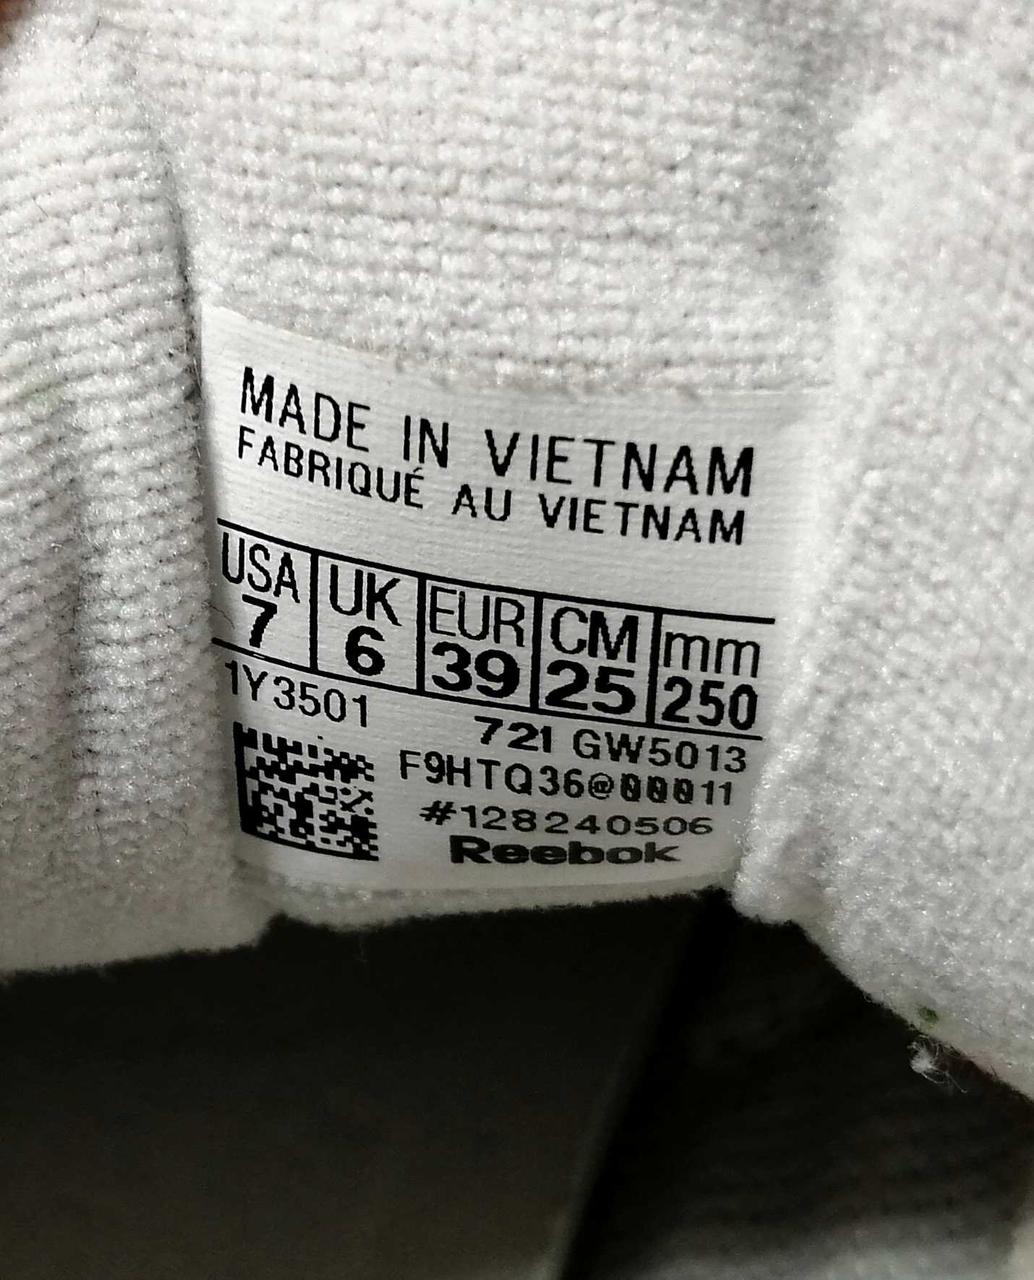 MADE IN VIETNAM
FABRIQUÉ AU VIETNAM
USA UK EUR CM mm
7 6 39 25 250
1Y3501
721 GW5013
F9HTQ36@00011
#128240506
Reebok